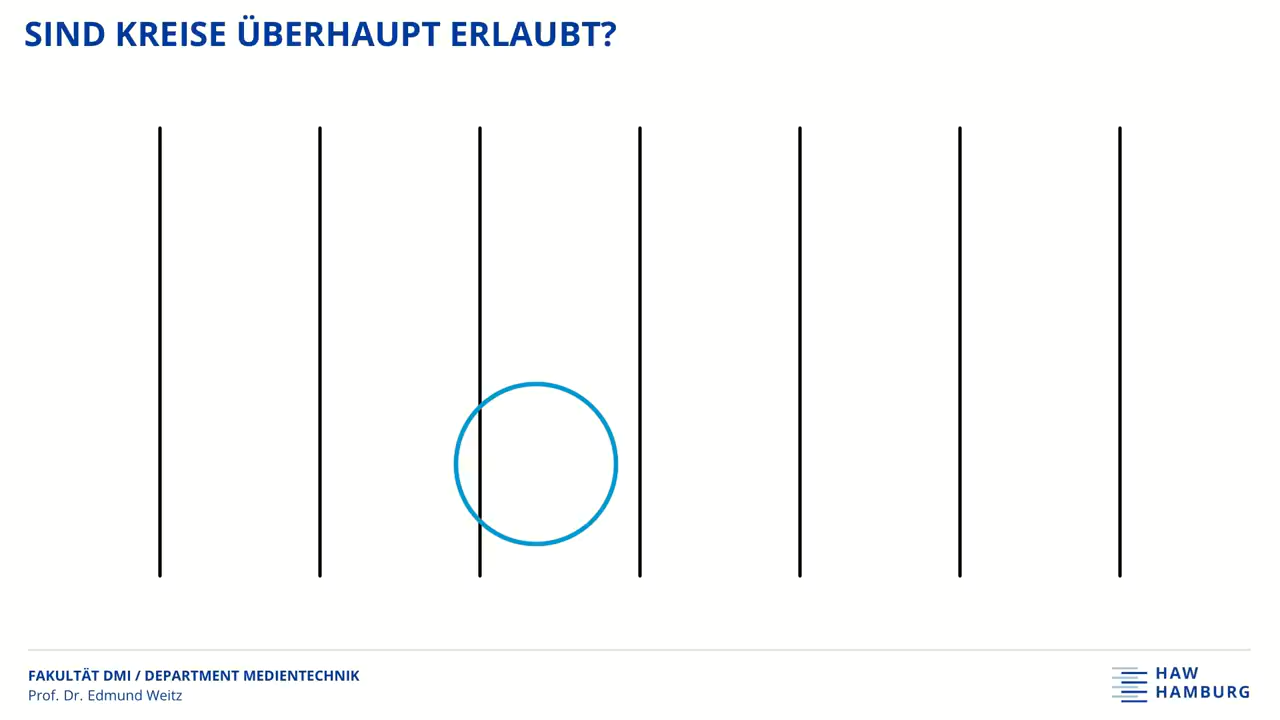 SIND KREISE ÜBERHAUPT ERLAUBT?
FAKULTÄT DMI / DEPARTMENT MEDIENTECHNIK
Prof. Dr. Edmund Weitz
HAW
HAMBURG